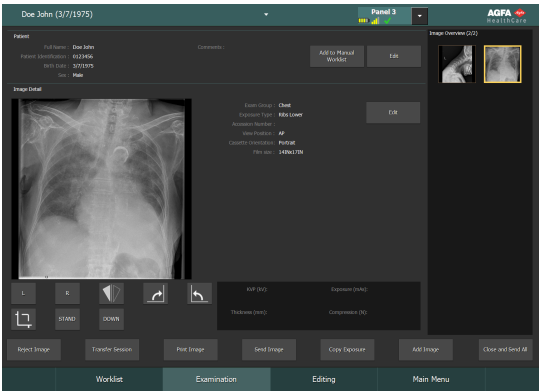 Doe John (3/7/1975)
Panel 3
AGFA
HealthCare
Patient
Full Name : Doe John
Patient Identification : 0123456
Birth Date : 3/7/1975
Sex : Male
Comments:
Add to Manual Worklist
Edit
Image Overview (2/2)
Image Detail
Exam Group : Chest
Exposure Type : Ribs Lower
Accession Number :
View Position : AP
Cassette Orientation: Portrait
Film size : 14INx17IN
Edit
L
R
STAND
DOWN
KVP (kV):
Exposure (mAs):
Thickness (mm):
Compression (N):
Reject Image
Transfer Session
Print Image
Send Image
Copy Exposure
Add Image
Close and Send All
Worklist
Examination
Editing
Main Menu